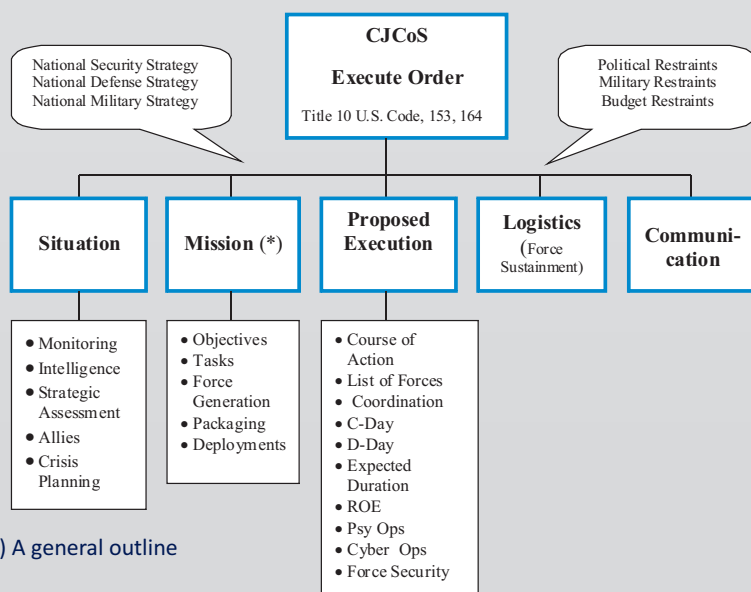 CJCoS
Execute Order
Title 10 U.S. Code, 153, 164
National Security Strategy
National Defense Strategy
National Military Strategy
Political Restraints
Military Restraints
Budget Restraints
Situation
Mission (*)
Proposed
Execution
Logistics
(Force
Sustainment)
Communi-
cation
● Monitoring
● Intelligence
● Strategic
Assessment
● Allies
● Crisis
Planning
• Objectives
• Tasks
• Force
Generation
• Packaging
• Deployments
• Course of
Action
• List of Forces
• Coordination
• C-Day
• D-Day
• Expected
Duration
• ROE
• Psy Ops
• Cyber Ops
• Force Security
) A general outline